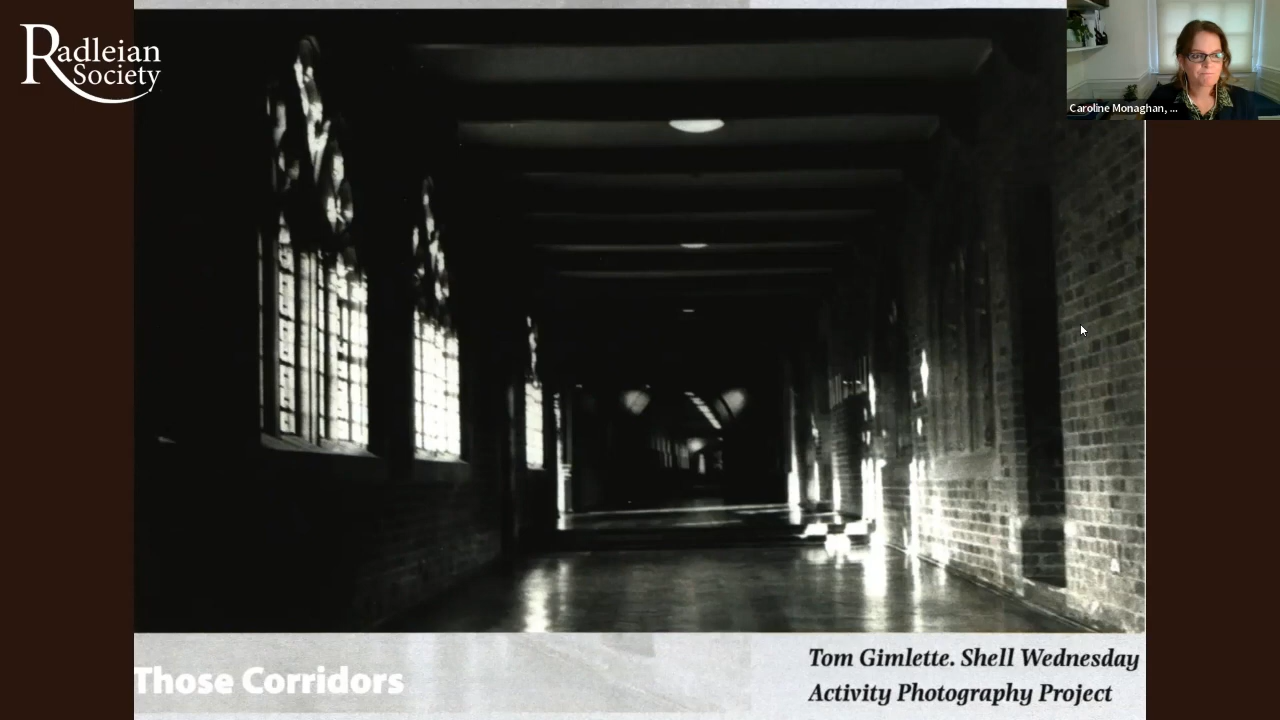 Radleian
Society
Caroline Monaghan, ...
Those Corridors
Tom Gimlette. Shell Wednesday
Activity Photography Project